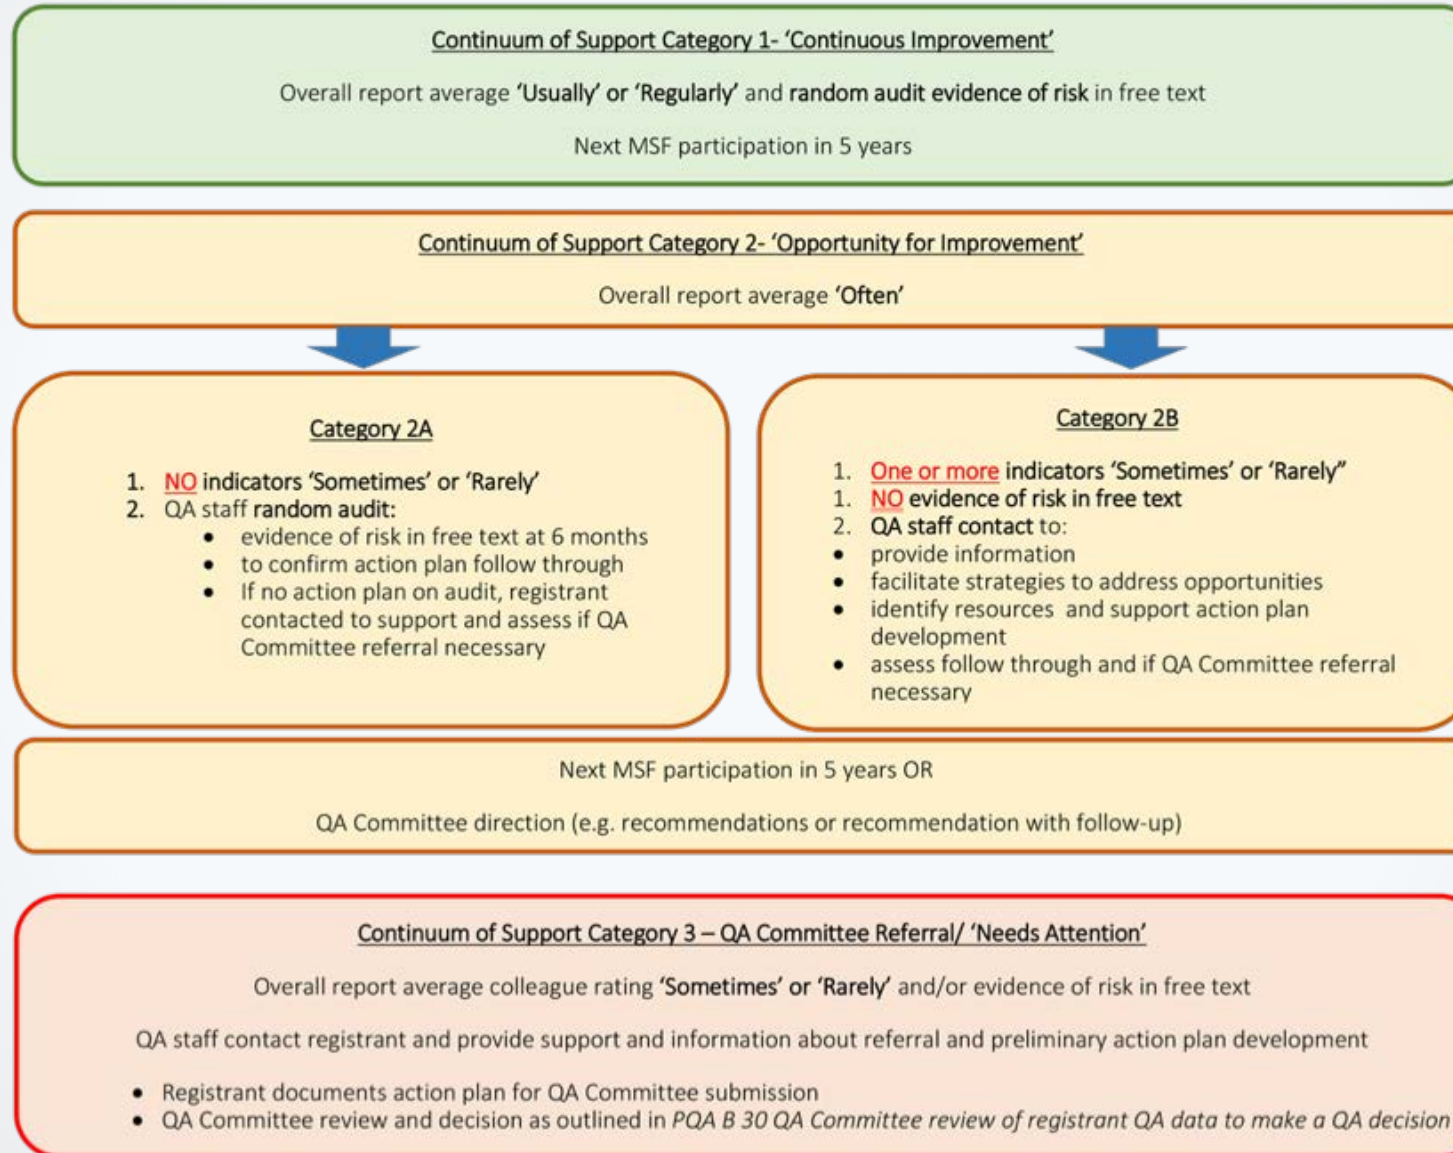 Continuum of Support Category 1- ‘Continuous Improvement’
Overall report average ‘Usually’ or ‘Regularly’ and random audit evidence of risk in free text
Next MSF participation in 5 years
Continuum of Support Category 2- ‘Opportunity for Improvement’
Overall report average ‘Often’
Category 2A
1. NO indicators ‘Sometimes’ or ‘Rarely’
2. QA staff random audit:
• evidence of risk in free text at 6 months
• to confirm action plan follow through
• If no action plan on audit, registrant
contacted to support and assess if QA
Committee referral necessary
Category 2B
1. One or more indicators ‘Sometimes’ or ‘Rarely”
1. NO evidence of risk in free text
2. QA staff contact to:
• provide information
• facilitate strategies to address opportunities
• identify resources and support action plan
development
• assess follow through and if QA Committee referral
necessary
Next MSF participation in 5 years OR
QA Committee direction (e.g. recommendations or recommendation with follow-up)
Continuum of Support Category 3 – QA Committee Referral/ ‘Needs Attention’
Overall report average colleague rating ‘Sometimes’ or ‘Rarely’ and/or evidence of risk in free text
QA staff contact registrant and provide support and information about referral and preliminary action plan development
• Registrant documents action plan for QA Committee submission
• QA Committee review and decision as outlined in PQA B 30 QA Committee review of registrant QA data to make a QA decision